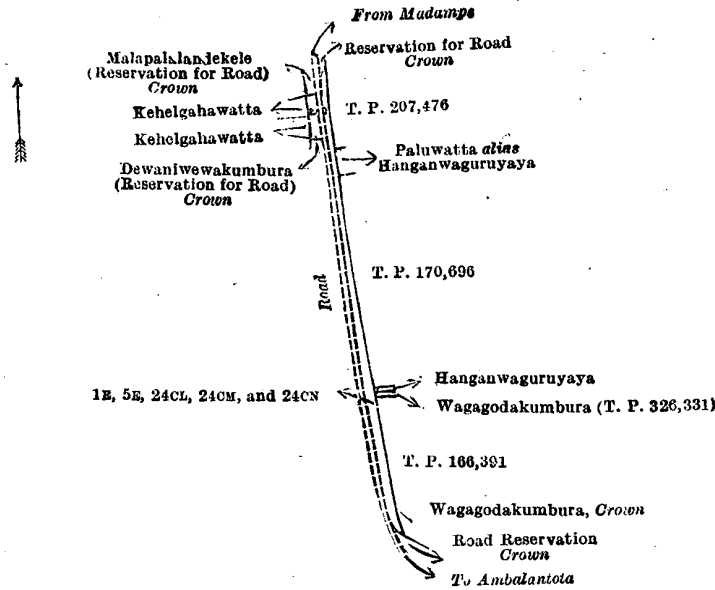 From Madampe
Reservation for Road
Crown
Malapalalandekele
(Reservation for Road)
Crown
T. P. 207,476
Kehelgahawatta
Kehelgahawatta
Paluwatta alias
Hanganwaguruyaya
Dewaniwewakumbura
(Reservation for Road)
Crown
T. P. 170,696
Road
Hanganwaguruyaya
1E, 5E, 24CL, 24CM, and 24CN
Wagagodakumbura (T. P. 326,331)
T. P. 166,391
Wagagodakumbura, Crown
Road Reservation
Crown
To Ambalantota